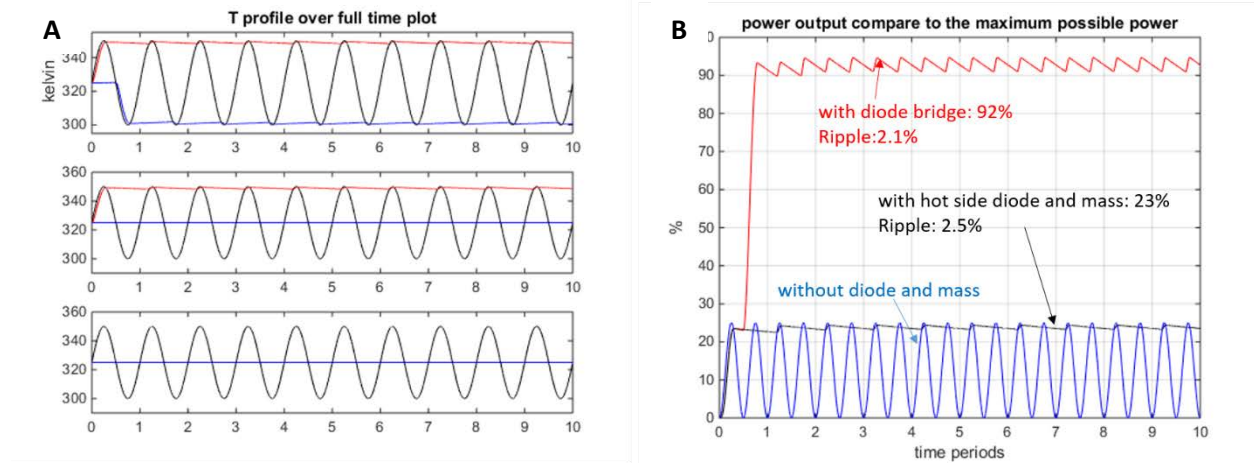 A
T profile over full time plot
kelvin
340
320
300
0 1 2 3 4 5 6 7 8 9 10
360
340
320
300
0 1 2 3 4 5 6 7 8 9 10
360
340
320
300
0 1 2 3 4 5 6 7 8 9 10
B
power output compare to the maximum possible power
0
90
80
70
60
50
40
30
20
10
0
%
with diode bridge: 92%
Ripple:2.1%
with hot side diode and mass: 23%
Ripple: 2.5%
without diode and mass
0 1 2 3 4 5 6 7 8 9 10
time periods